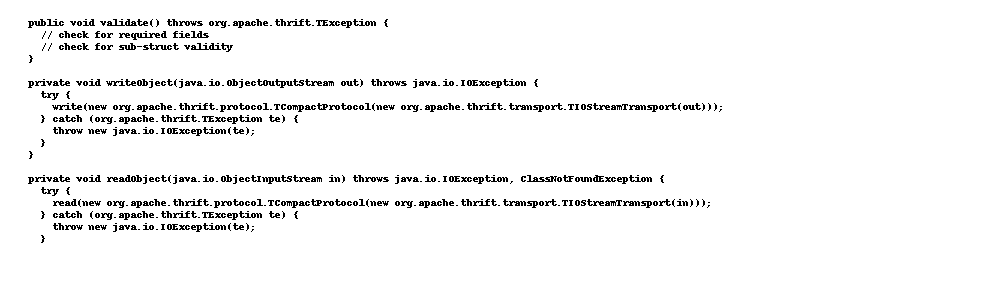 public void validate() throws org.apache.thrift.TException {
  // check for required fields
  // check for sub-struct validity
}

private void writeObject(java.io.ObjectOutputStream out) throws java.io.IOException {
  try {
    write(new org.apache.thrift.protocol.TCompactProtocol(new org.apache.thrift.transport.TIOStreamTransport(out)));
  } catch (org.apache.thrift.TException te) {
    throw new java.io.IOException(te);
  }
}

private void readObject(java.io.ObjectInputStream in) throws java.io.IOException, ClassNotFoundException {
  try {
    read(new org.apache.thrift.protocol.TCompactProtocol(new org.apache.thrift.transport.TIOStreamTransport(in)));
  } catch (org.apache.thrift.TException te) {
    throw new java.io.IOException(te);
  }